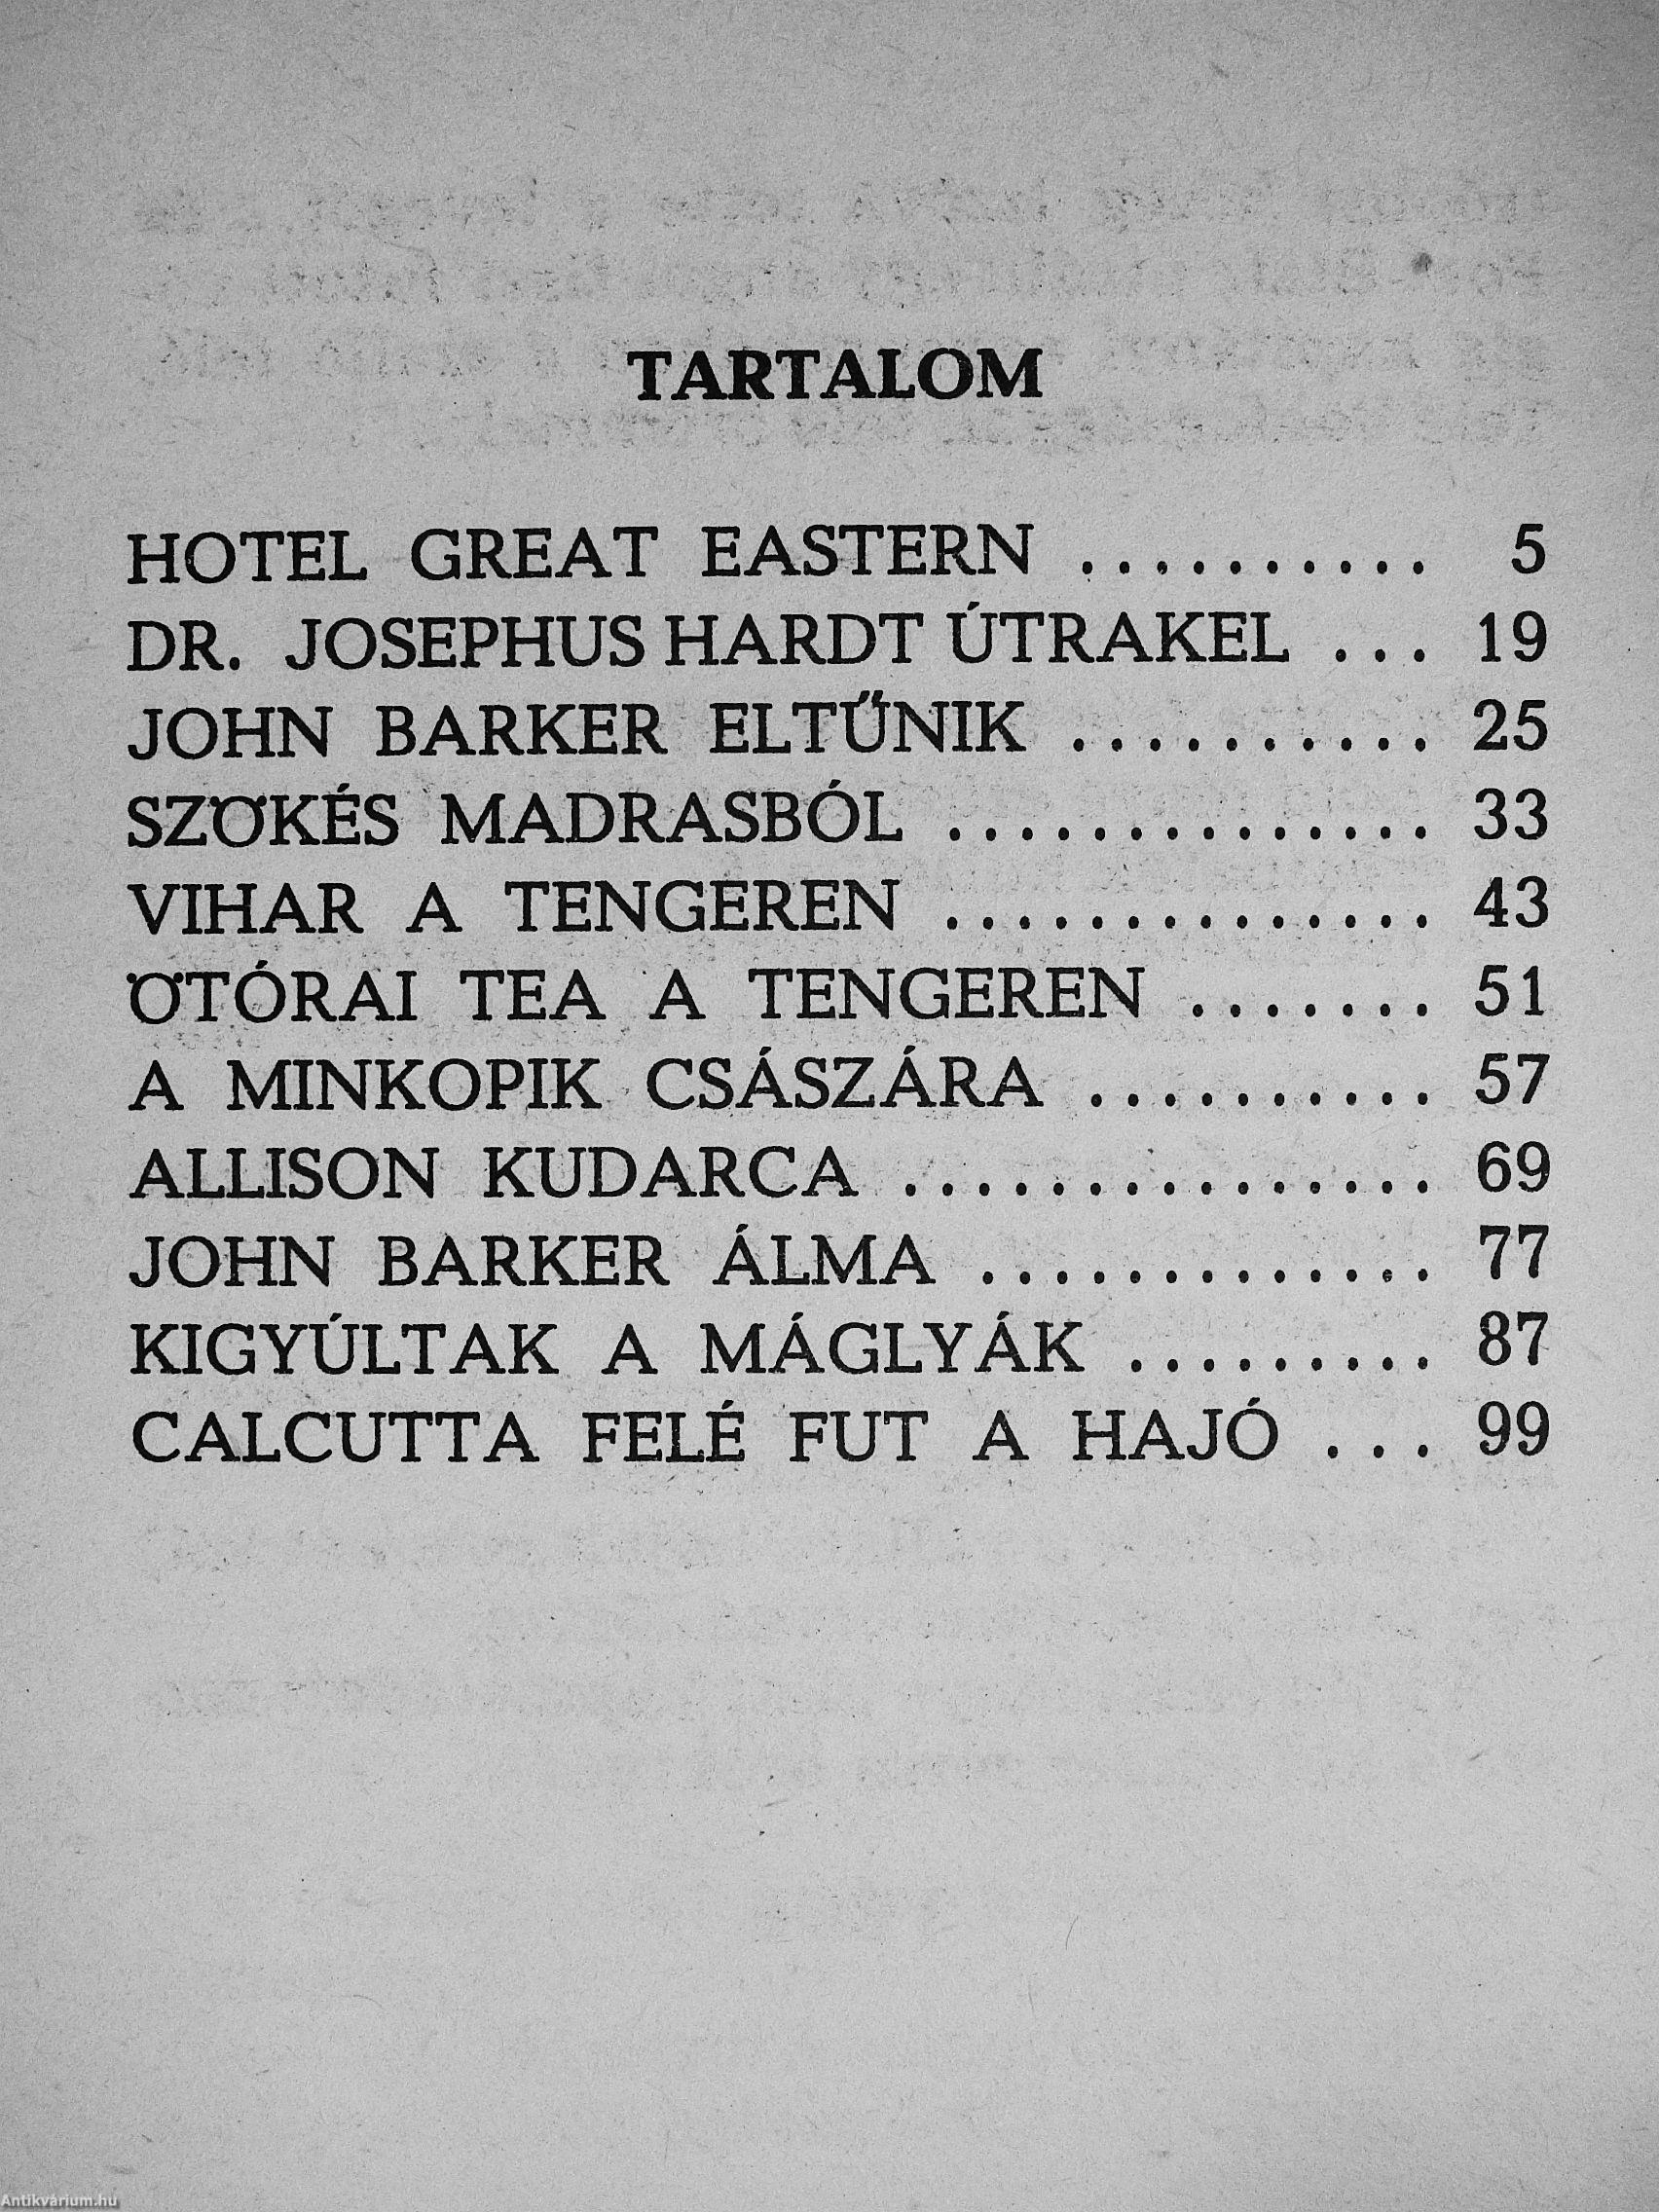 TARTALOM
HOTEL GREAT EASTERN .......... 5
DR. JOSEPHUS HARDT ÚTRAKEL ... 19
JOHN BARKER ELTŰNIK .......... 25
SZÖKÉS MADRASBÓL .............. 33
VIHAR A TENGEREN .............. 43
ÖTÓRAI TEA A TENGEREN ....... 51
A MINKOPIK CSÁSZÁRA .......... 57
ALLISON KUDARCA ............... 69
JOHN BARKER ÁLMA ............. 77
KIGYÚLTAK A MÁGLYÁK ......... 87
CALCUTTA FELÉ FUT A HAJÓ ... 99
Antikvárium.hu